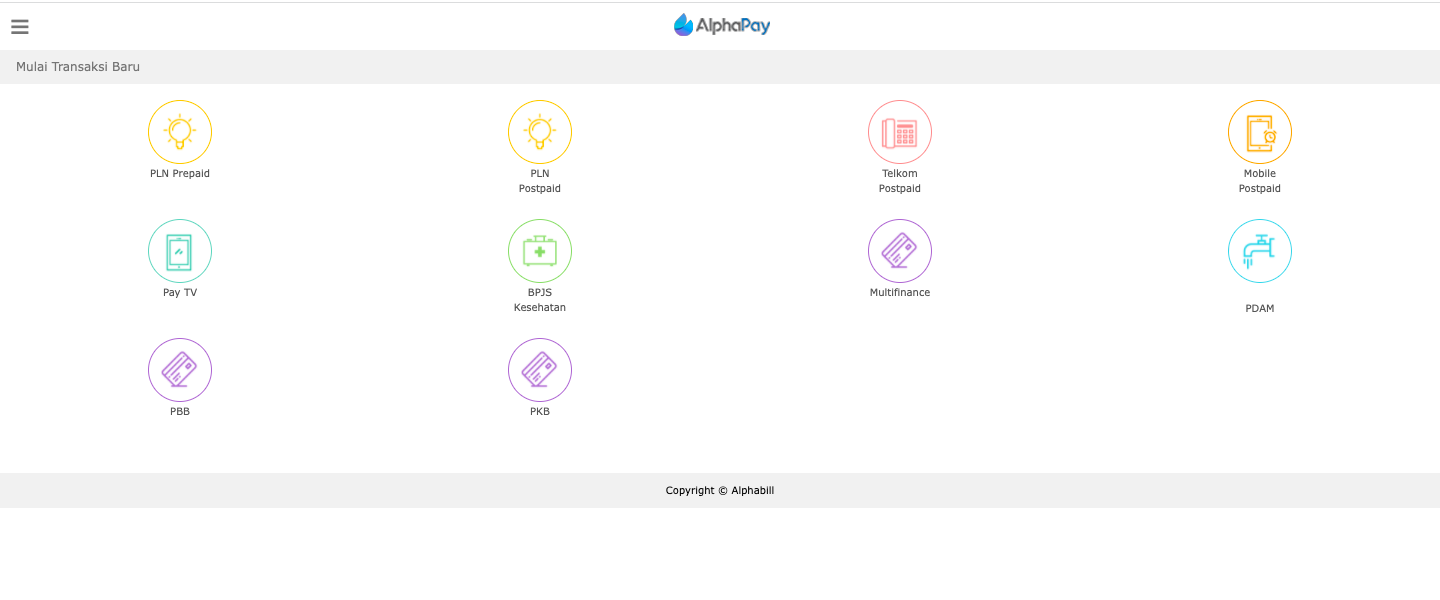 AlphaPay
Mulai Transaksi Baru
PLN Prepaid
PLN
Postpaid
Telkom
Postpaid
Mobile
Postpaid
Pay TV
BPJS
Kesehatan
Multifinance
PDAM
PBB
PKB
Copyright © Alphabill